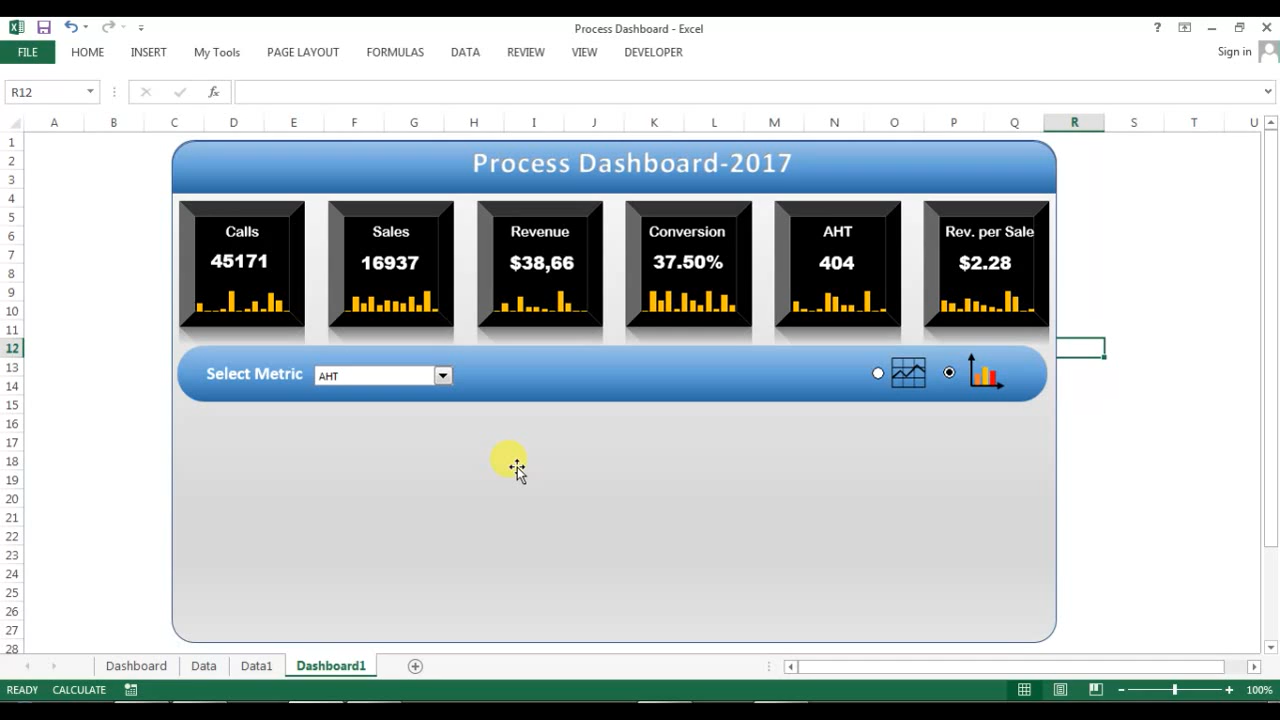 Process Dashboard - Excel
?
FILE HOME INSERT My Tools PAGE LAYOUT FORMULAS DATA REVIEW VIEW DEVELOPER Sign in
R12 fx
A B C D E F G H I J K L M N O P Q R S T U
1
2
3
4
5
6
7
8
9
10
11
12
13
14
15
16
17
18
19
20
21
22
23
24
25
26
27
28
Process Dashboard-2017
Calls Sales Revenue Conversion AHT Rev. per Sale
45171 16937 $38,66 37.50% 404 $2.28
Select Metric AHT
Dashboard Data Data1 Dashboard1
READY CALCULATE 100%